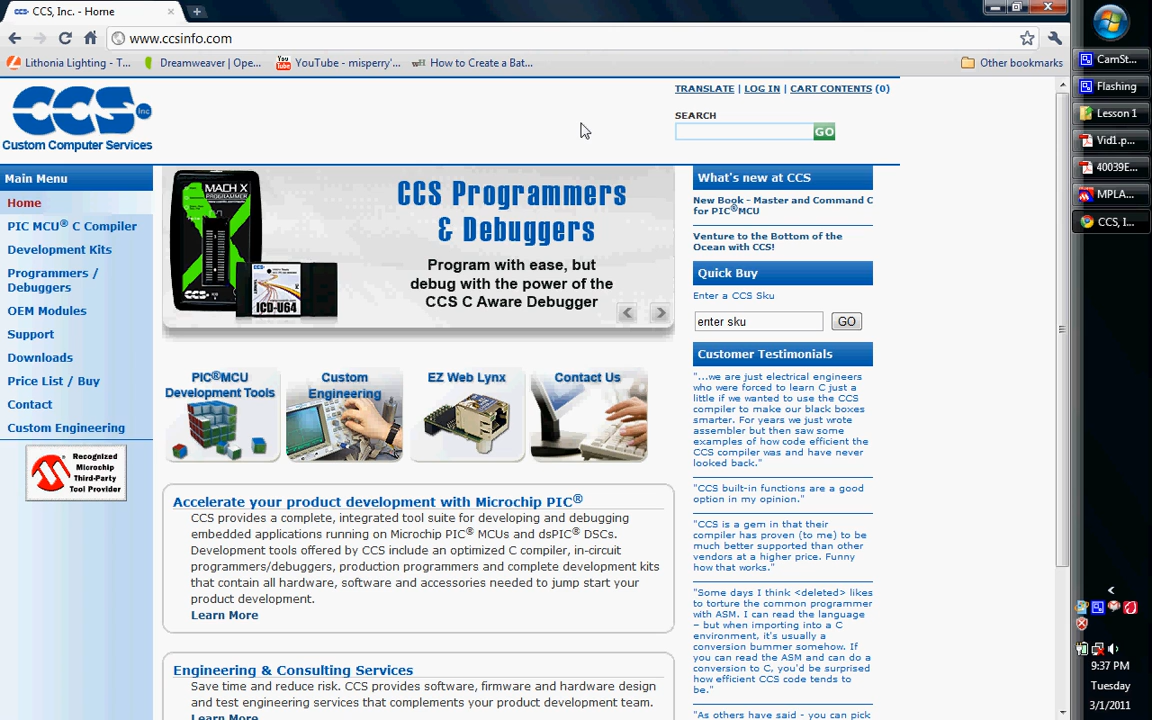 CCS, Inc. - Home
www.ccsinfo.com
Lithonia Lighting - T...
Dreamweaver | Ope...
You Tube YouTube - misperry'...
wH How to Create a Bat...
Other bookmarks
CCS Inc
Custom Computer Services
TRANSLATE | LOG IN | CART CONTENTS (0)
SEARCH
GO
Main Menu
Home
PIC MCU® C Compiler
Development Kits
Programmers /
Debuggers
OEM Modules
Support
Downloads
Price List / Buy
Contact
Custom Engineering
Recognized
Microchip
Third-Party
Tool Provider
MACH X
PROGRAMMER
CCS
ICD-U64
CCS Programmers
& Debuggers
Program with ease, but
debug with the power of the
CCS C Aware Debugger
PIC®MCU
Development Tools
Custom
Engineering
EZ Web Lynx
Contact Us
Accelerate your product development with Microchip PIC®
CCS provides a complete, integrated tool suite for developing and debugging
embedded applications running on Microchip PIC® MCUs and dsPIC® DSCs.
Development tools offered by CCS include an optimized C compiler, in-circuit
programmers/debuggers, production programmers and complete development kits
that contain all hardware, software and accessories needed to jump start your
product development.
Learn More
Engineering & Consulting Services
Save time and reduce risk. CCS provides software, firmware and hardware design
and test engineering services that complements your product development team.
Learn More
What's new at CCS
New Book - Master and Command C
for PIC®MCU
Venture to the Bottom of the
Ocean with CCS!
Quick Buy
Enter a CCS Sku
enter sku
GO
Customer Testimonials
"...we are just electrical engineers
who were forced to learn C just a
little if we wanted to use the CCS
compiler to make our black boxes
smarter. For years we just wrote
assembler but then saw some
examples of how code efficient the
CCS compiler was and have never
looked back."
"CCS built-in functions are a good
option in my opinion."
"CCS is a gem in that their
compiler has proven (to me) to be
much better supported than other
vendors at a higher price. Funny
how that works."
"Some days I think <deleted> likes
to torture the common programmer
with ASM. I can read the language
– but when importing into a C
environment, it's usually a
conversion bummer somehow. If
you can read the ASM and can do a
conversion to C, you'd be surprised
how efficient CCS code tends to
be."
"As others have said - you can pick
CamSt...
Flashing
Lesson 1
Vid1.p...
40039E...
MPLA...
CCS, I...
9:37 PM
Tuesday
3/1/2011